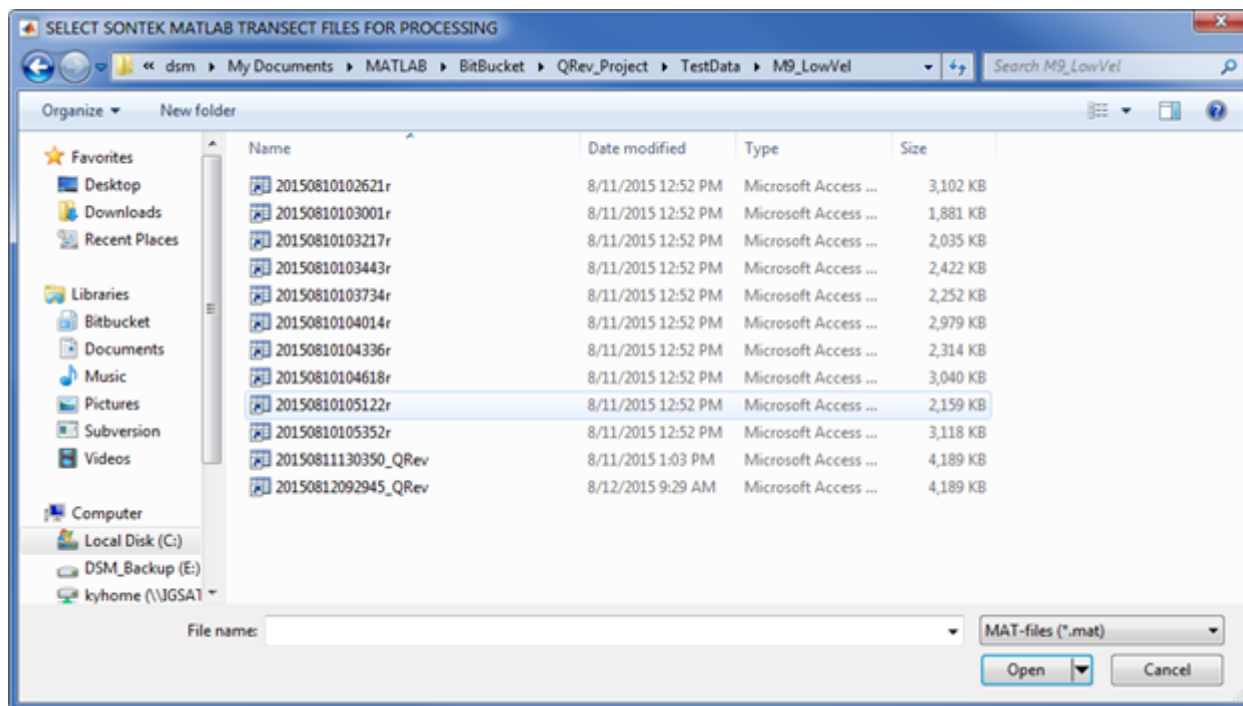 SELECT SONTEK MATLAB TRANSECT FILES FOR PROCESSING
« dsm ▸ My Documents ▸ MATLAB ▸ BitBucket ▸ QRev_Project ▸ TestData ▸ M9_LowVel Search M9_LowVel
Organize New folder
Favorites
Desktop
Downloads
Recent Places
Libraries
Bitbucket
Documents
Music
Pictures
Subversion
Videos
Computer
Local Disk (C:)
DSM_Backup (E:)
kyhome (\\IGSAT
Name Date modified Type Size
20150810102621r 8/11/2015 12:52 PM Microsoft Access ... 3,102 KB
20150810103001r 8/11/2015 12:52 PM Microsoft Access ... 1,881 KB
20150810103217r 8/11/2015 12:52 PM Microsoft Access ... 2,035 KB
20150810103443r 8/11/2015 12:52 PM Microsoft Access ... 2,422 KB
20150810103734r 8/11/2015 12:52 PM Microsoft Access ... 2,252 KB
20150810104014r 8/11/2015 12:52 PM Microsoft Access ... 2,979 KB
20150810104336r 8/11/2015 12:52 PM Microsoft Access ... 2,314 KB
20150810104618r 8/11/2015 12:52 PM Microsoft Access ... 3,040 KB
20150810105122r 8/11/2015 12:52 PM Microsoft Access ... 2,159 KB
20150810105352r 8/11/2015 12:52 PM Microsoft Access ... 3,118 KB
20150811130350_QRev 8/11/2015 1:03 PM Microsoft Access ... 4,189 KB
20150812092945_QRev 8/12/2015 9:29 AM Microsoft Access ... 4,189 KB
File name: MAT-files (*.mat)
Open Cancel